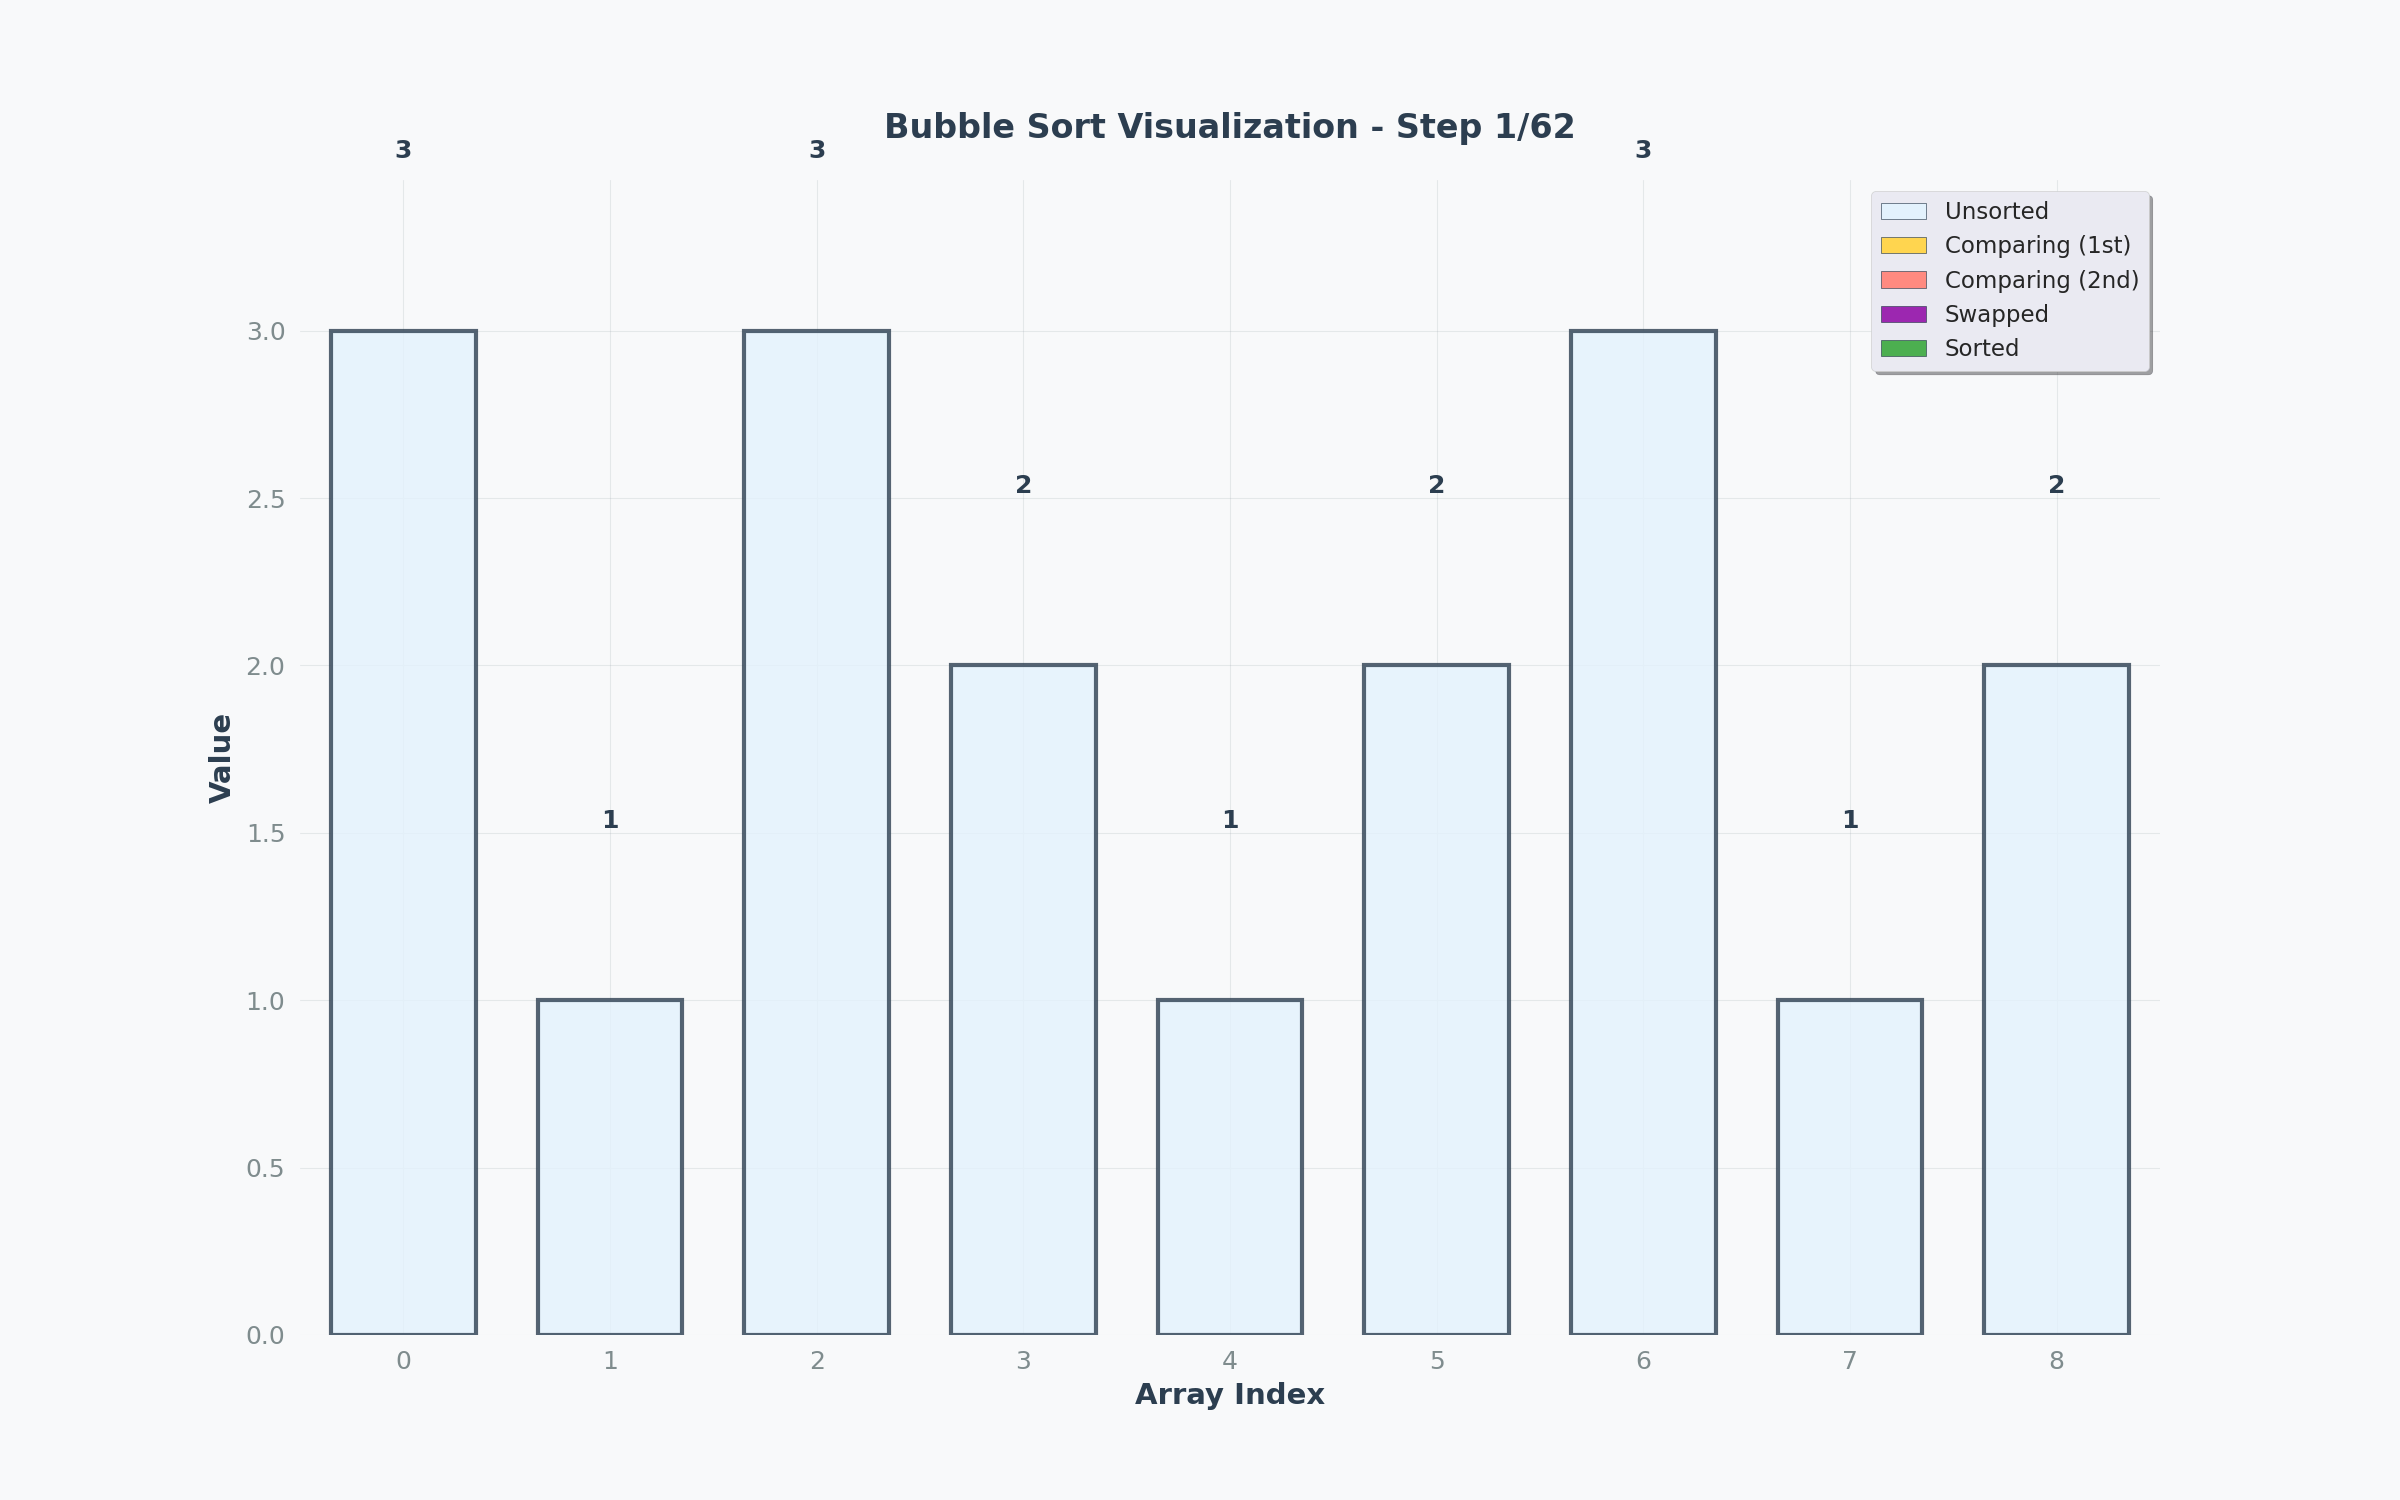 Bubble Sort Visualization - Step 1/62
3 3 3
Unsorted
Comparing (1st)
Comparing (2nd)
Swapped
Sorted
3.0
2.5
2 2 2
2.0
Value
1.5
1 1 1
1.0
0.5
0.0
0 1 2 3 4 5 6 7 8
Array Index